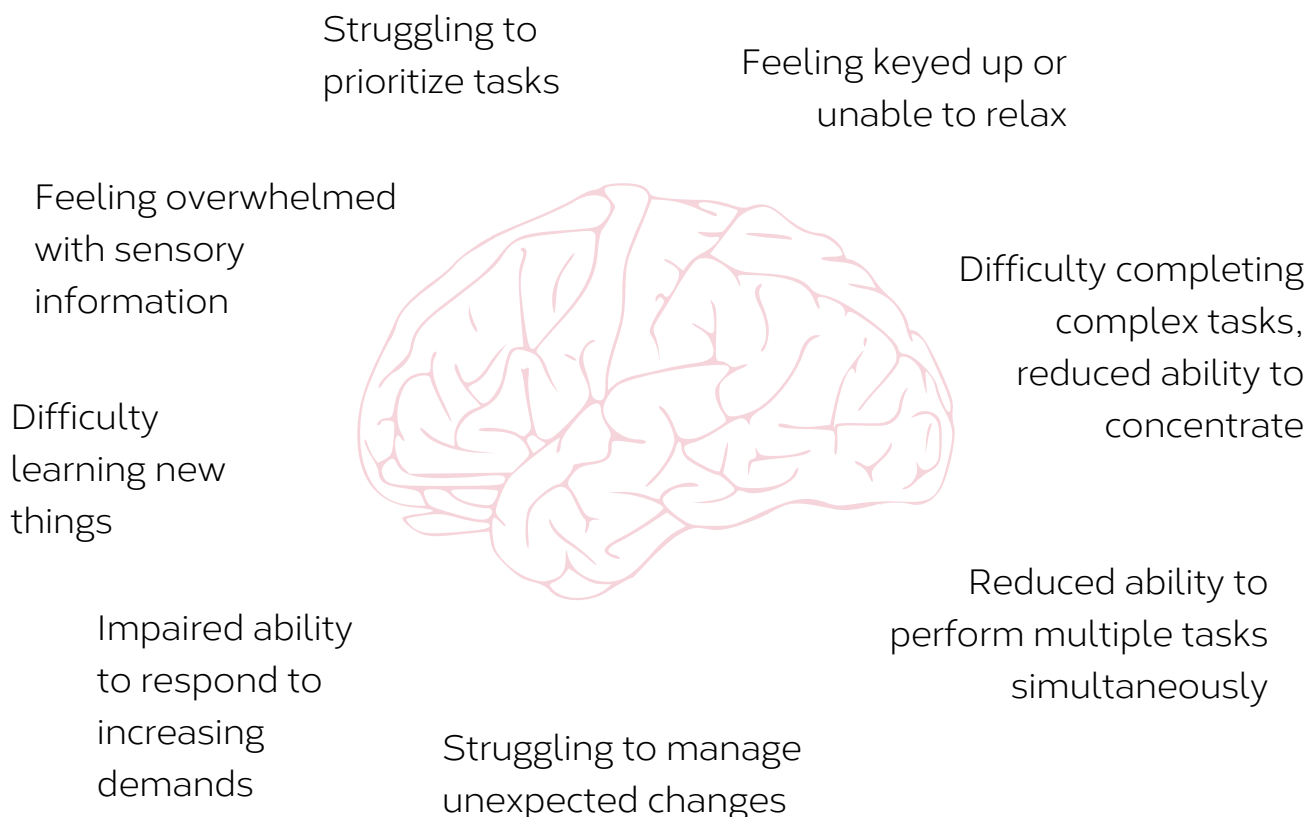 Struggling to
prioritize tasks
Feeling keyed up or
unable to relax
Feeling overwhelmed
with sensory
information
Difficulty completing
complex tasks,
reduced ability to
concentrate
Difficulty
learning new
things
Reduced ability to
perform multiple tasks
simultaneously
Impaired ability
to respond to
increasing
demands
Struggling to manage
unexpected changes